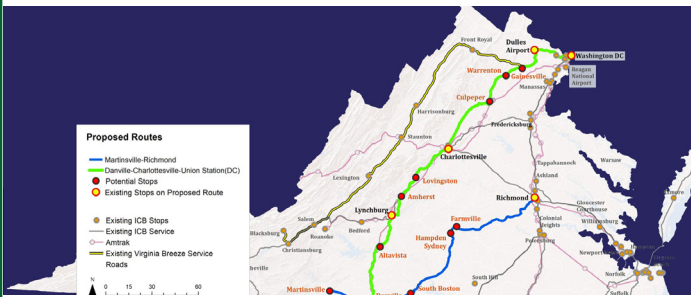 Front Royal
Dulles
Airport
Washington DC
Warrenton
Gainesville
Reagan
National
Airport
Manassas
Culpeper
Harrisonburg
Fredericksburg
Proposed Routes
Staunton
Charlottesville
Martinsville-Richmond
Danville-Charlottesville-Union Station(DC)
Potential Stops
Existing Stops on Proposed Route
Tappahannock
Warsaw
Ashland
Lexington
Lovingston
Amherst
Richmond
Gloucester
Courthouse
Lynchburg
Farmville
Williamsburg
Existing ICB Stops
Existing ICB Service
Amtrak
Existing Virginia Breeze Service
Roads
Salem
Roanoke
Bedford
Blacksburg
Christiansburg
Hampden
Sydney
Colonial
Heights
Petersburg
Altavista
Newport
Norfolk
N
0 15 30 60
Martinsville
South Boston
South Hill
Suffolk